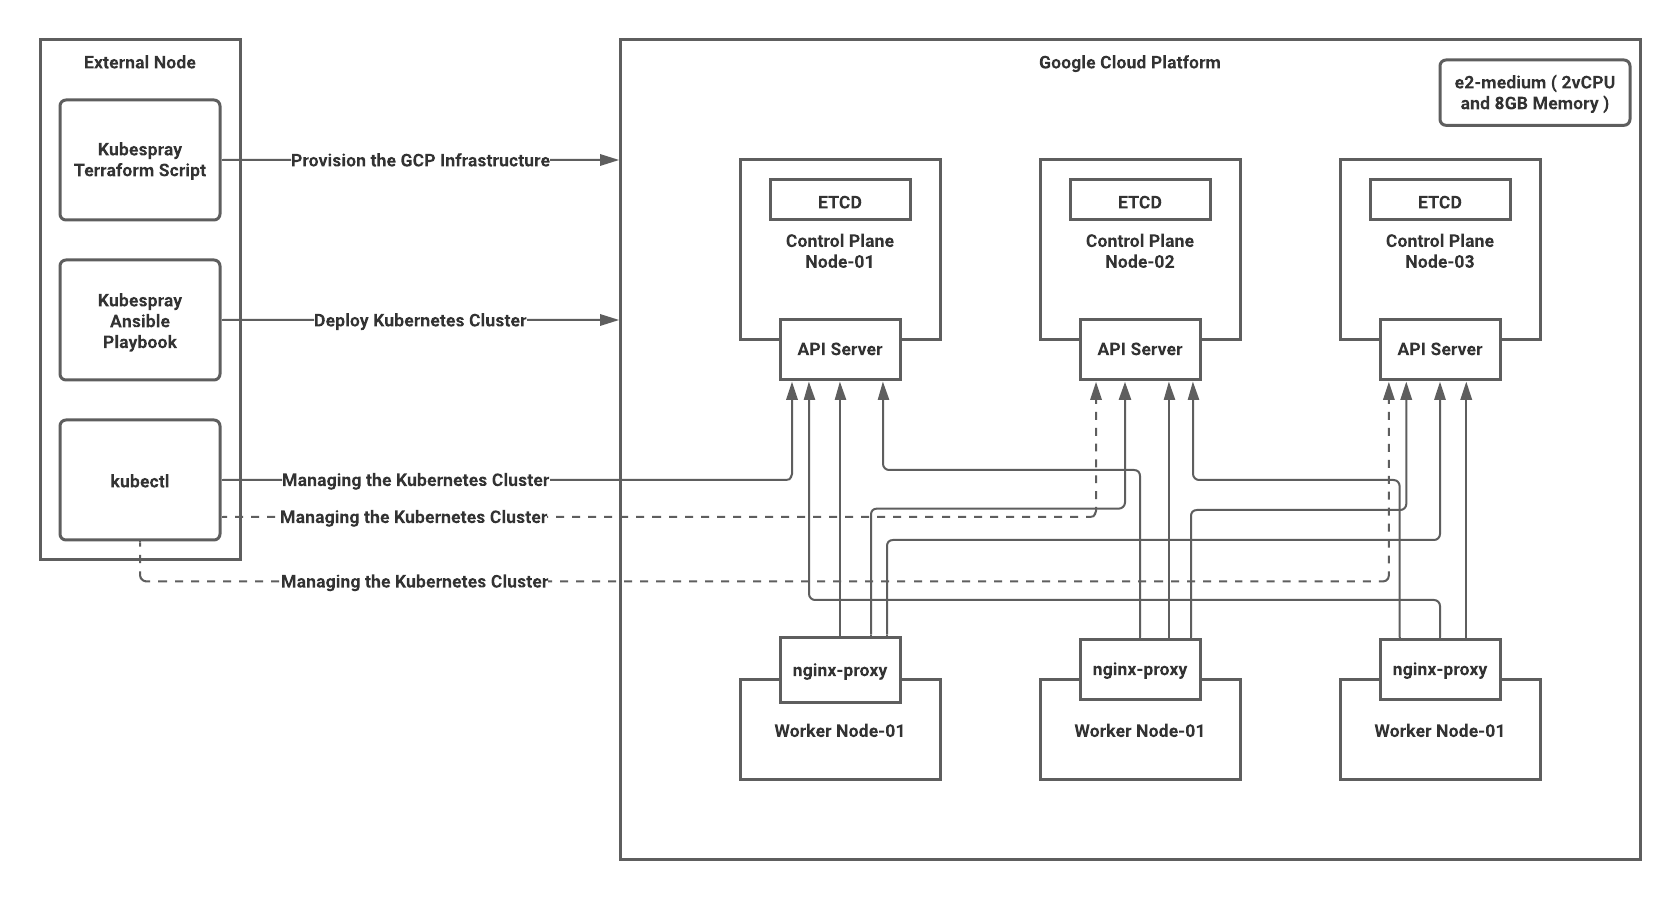 External Node
Kubespray
Terraform Script
Kubespray
Ansible
Playbook
kubectl
Provision the GCP Infrastructure
Deploy Kubernetes Cluster
Managing the Kubernetes Cluster
Managing the Kubernetes Cluster
Managing the Kubernetes Cluster
Google Cloud Platform
e2-medium ( 2vCPU
and 8GB Memory )
ETCD
Control Plane
Node-01
API Server
ETCD
Control Plane
Node-02
API Server
ETCD
Control Plane
Node-03
API Server
nginx-proxy
Worker Node-01
nginx-proxy
Worker Node-01
nginx-proxy
Worker Node-01